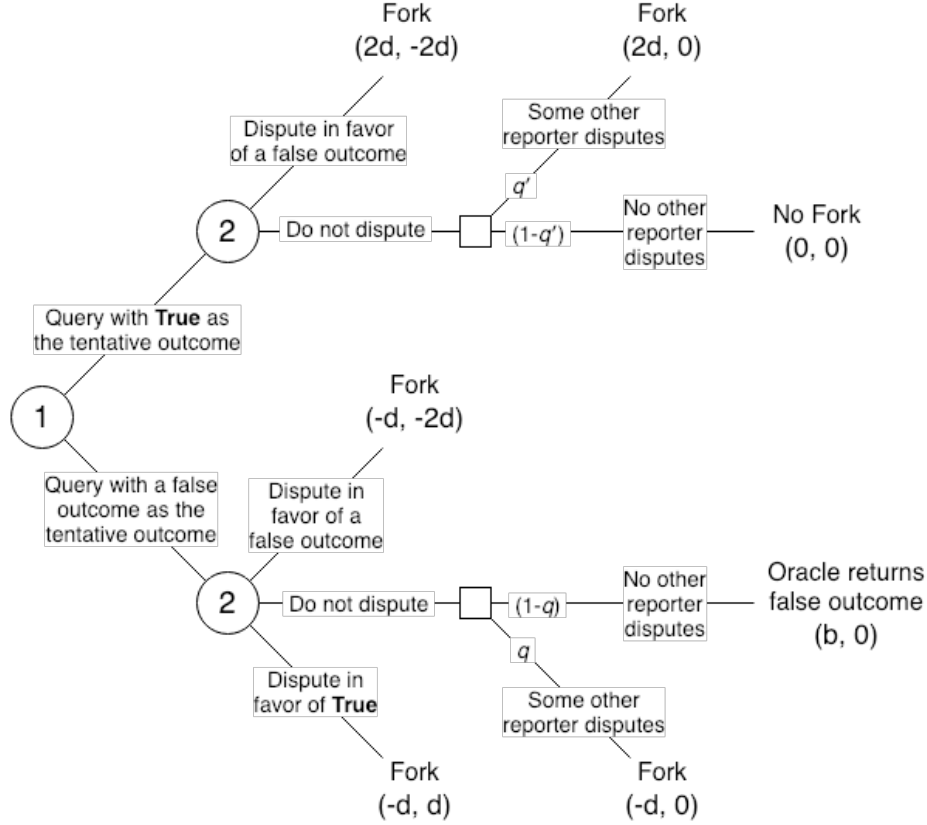 Fork
(2d, -2d)
Fork
(2d, 0)
Dispute in favor
of a false outcome
Some other
reporter disputes
q'
2
Do not dispute
(1-q')
No other
reporter
disputes
No Fork
(0, 0)
Query with True as
the tentative outcome
1
Query with a false
outcome as the
tentative outcome
Fork
(-d, -2d)
Dispute in
favor of a
false outcome
2
Do not dispute
(1-q)
No other
reporter
disputes
Oracle returns
false outcome
(b, 0)
q
Dispute in
favor of True
Some other
reporter disputes
Fork
(-d, d)
Fork
(-d, 0)